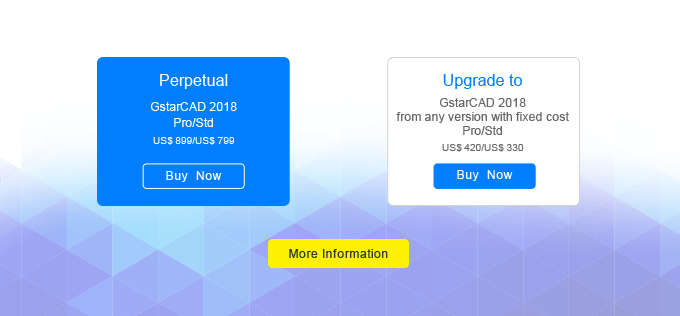 Perpetual
GstarCAD 2018
Pro/Std
US$ 899/US$ 799
Buy Now
Upgrade to
GstarCAD 2018
from any version with fixed cost
Pro/Std
US$ 420/US$ 330
Buy Now
More Information